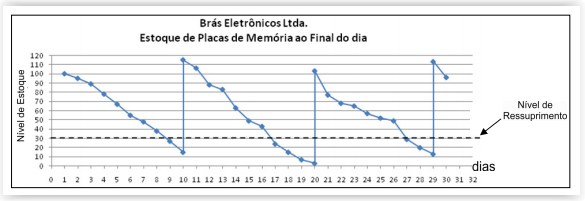 Brás Eletrônicos Ltda.
Estoque de Placas de Memória ao Final do dia
Nível de Estoque
120
110
100
90
80
70
60
50
40
30
20
10
0
Nível de
Ressuprimento
0 1 2 3 4 5 6 7 8 9 10 11 12 13 14 15 16 17 18 19 20 21 22 23 24 25 26 27 28 29 30 31 32
dias